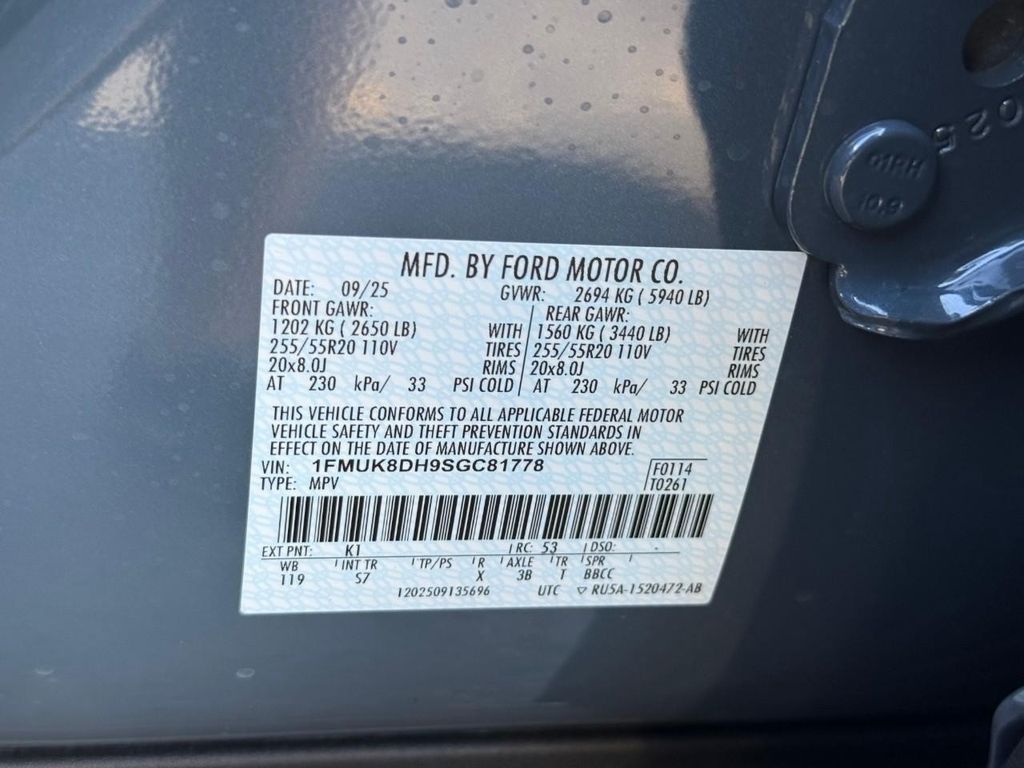 MFD. BY FORD MOTOR CO.
DATE: 09/25 GVWR: 2694 KG ( 5940 LB)
FRONT GAWR: REAR GAWR:
1202 KG ( 2650 LB) WITH 1560 KG ( 3440 LB) WITH
255/55R20 110V TIRES 255/55R20 110V TIRES
20x8.0J RIMS 20x8.0J RIMS
AT 230 kPa/ 33 PSI COLD AT 230 kPa/ 33 PSI COLD
THIS VEHICLE CONFORMS TO ALL APPLICABLE FEDERAL MOTOR
VEHICLE SAFETY AND THEFT PREVENTION STANDARDS IN
EFFECT ON THE DATE OF MANUFACTURE SHOWN ABOVE.
VIN: 1FMUK8DH9SGC81778 F0114
TYPE: MPV T0261
EXT PNT: K1 RC: 53 DSO: -
WB INT TR TP/PS R AXLE TR SPR
119 S7 X 3B T BBCC
1202509135696 UTC ▽ RUSA-1520472-AB
025
10.9